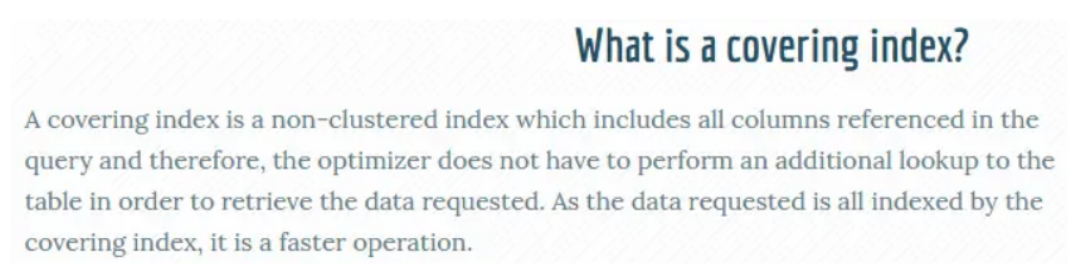 What is a covering index?
A covering index is a non-clustered index which includes all columns referenced in the
query and therefore, the optimizer does not have to perform an additional lookup to the
table in order to retrieve the data requested. As the data requested is all indexed by the
covering index, it is a faster operation.